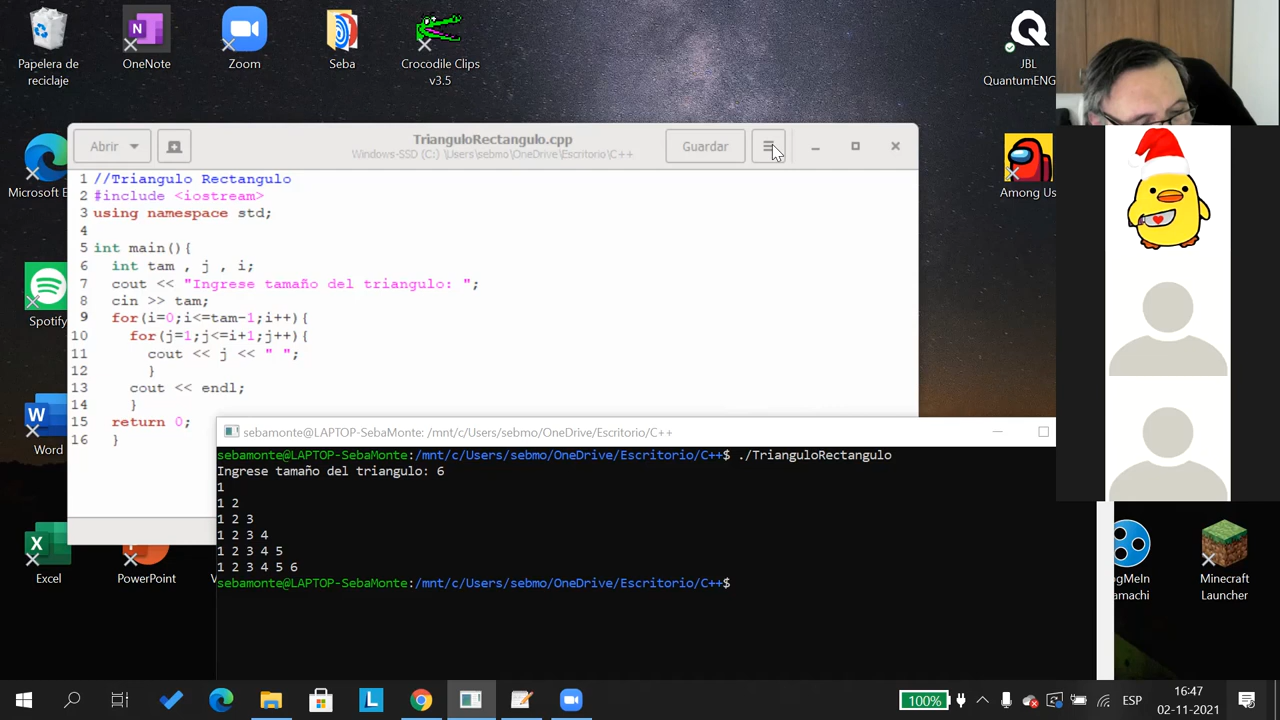 Papelera de
reciclaje
OneNote
Zoom
Seba
Crocodile Clips
v3.5
JBL
QuantumENG
Microsoft E
Among Us
Spotify
Word
Excel
PowerPoint
V
gMeIn
amachi
Minecraft
Launcher
Abrir
TrianguloRectangulo.cpp
Windows-SSD (C:) \Users\sebmo\OneDrive\Escritorio\C++
Guardar
1 //Triangulo Rectangulo
2 #include <iostream>
3 using namespace std;
4
5 int main(){
6   int tam , j , i;
7   cout << "Ingrese tamaño del triangulo: ";
8   cin >> tam;
9   for(i=0;i<=tam-1;i++){
10     for(j=1;j<=i+1;j++){
11       cout << j << " ";
12       }
13     cout << endl;
14     }
15   return 0;
16   }
sebamonte@LAPTOP-SebaMonte: /mnt/c/Users/sebmo/OneDrive/Escritorio/C++
sebamonte@LAPTOP-SebaMonte:/mnt/c/Users/sebmo/OneDrive/Escritorio/C++$ ./TrianguloRectangulo
Ingrese tamaño del triangulo: 6
1
1 2
1 2 3
1 2 3 4
1 2 3 4 5
1 2 3 4 5 6
sebamonte@LAPTOP-SebaMonte:/mnt/c/Users/sebmo/OneDrive/Escritorio/C++$
100%
ESP
16:47
02-11-2021